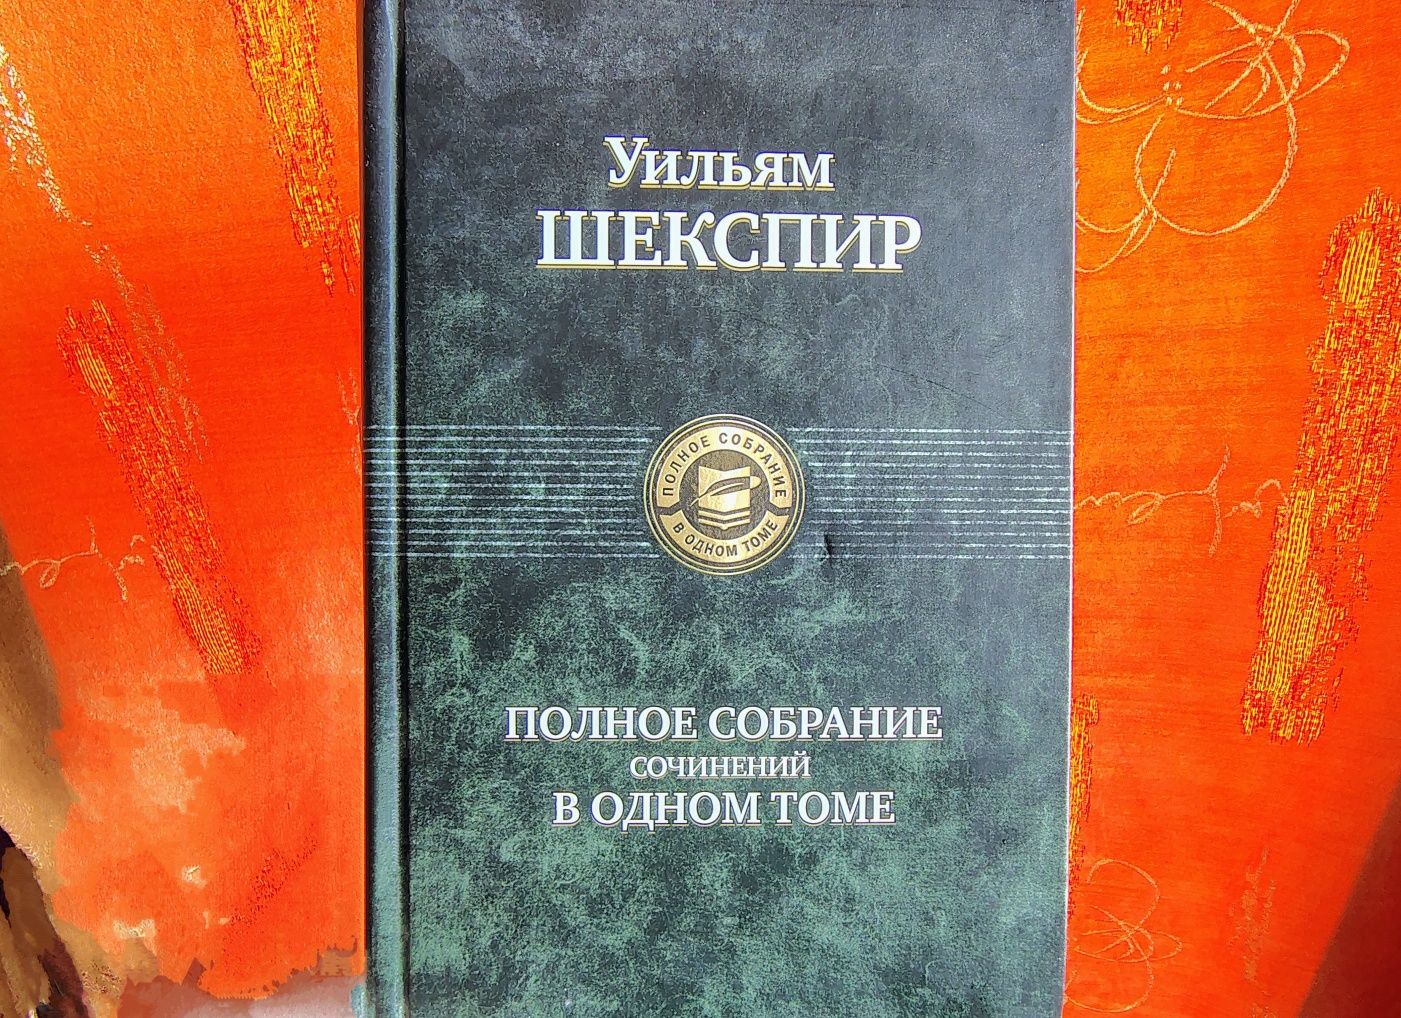 Уильям
ШЕКСПИР
ПОЛНОЕ СОБРАНИЕ
В ОДНОМ ТОМЕ
ПОЛНОЕ СОБРАНИЕ
СОЧИНЕНИЙ
В ОДНОМ ТОМЕ